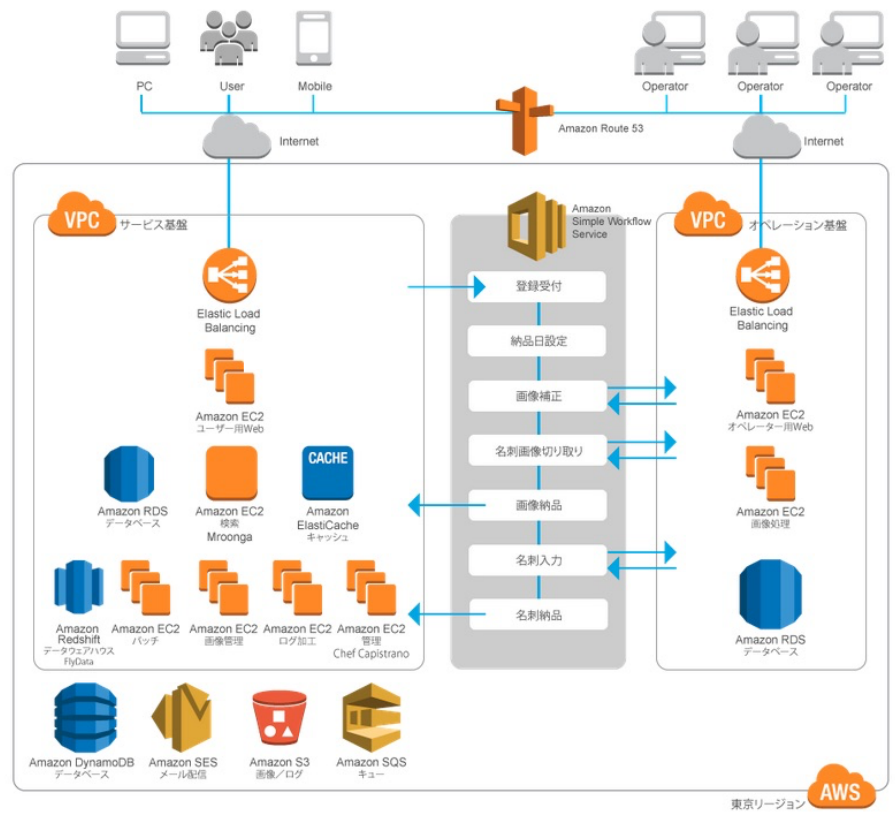 PC
User
Mobile
Operator
Operator
Operator
Amazon Route 53
Internet
Internet
VPC
サービス基盤
Amazon
Simple Workflow
Service
VPC
オペレーション基盤
Elastic Load
Balancing
登録受付
Elastic Load
Balancing
納品日設定
Amazon EC2
ユーザー用Web
画像補正
Amazon EC2
オペレーター用Web
名刺画像切り取り
CACHE
Amazon RDS
データベース
Amazon EC2
検索
Mroonga
Amazon
ElastiCache
キャッシュ
画像納品
Amazon EC2
画像処理
名刺入力
名刺納品
Amazon
Redshift
データウェアハウス
FlyData
Amazon EC2
バッチ
Amazon EC2
画像管理
Amazon EC2
ログ加工
Amazon EC2
管理
Chef Capistrano
Amazon RDS
データベース
Amazon DynamoDB
データベース
Amazon SES
メール配信
Amazon S3
画像／ログ
Amazon SQS
キュー
東京リージョン
AWS